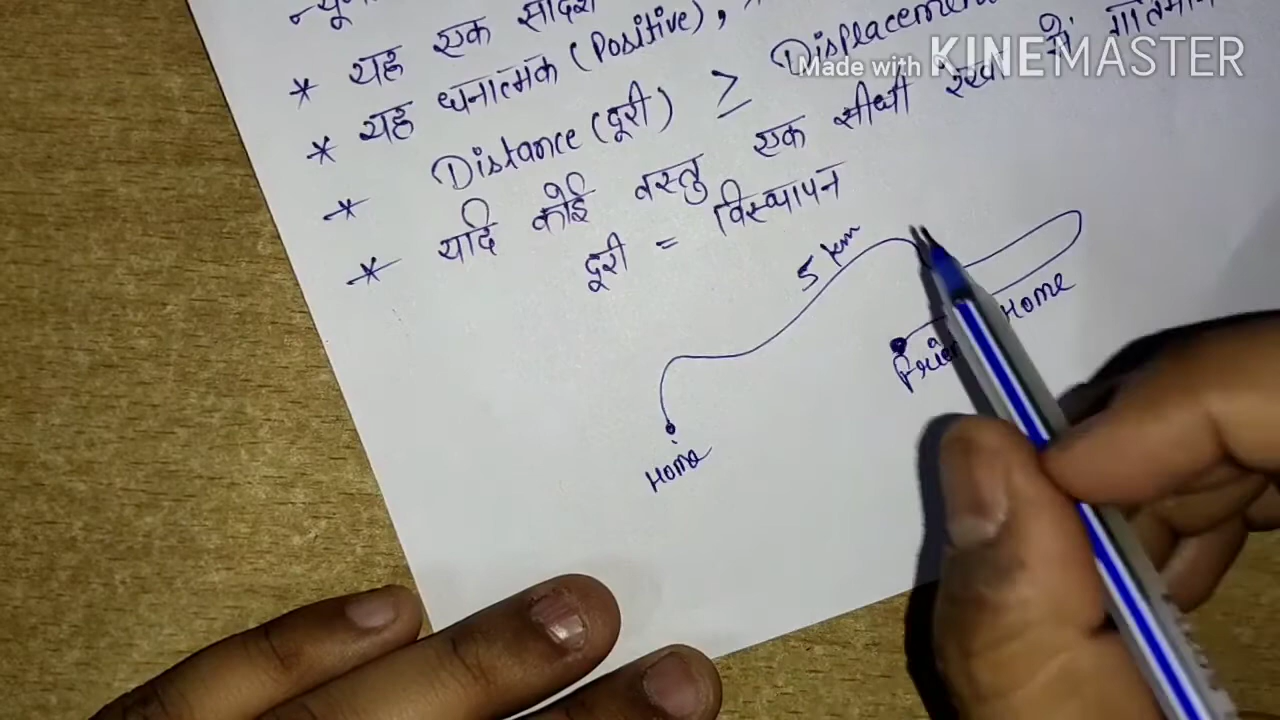 * यह एक सदिश
* यह धनात्मक (Positive),
* Distance (दूरी) ≥ Displacement
* यदि कोई वस्तु एक सीधी रेखा में गतिमान
दूरी = विस्थापन
5 km
Home
Home
Made with KINEMASTER